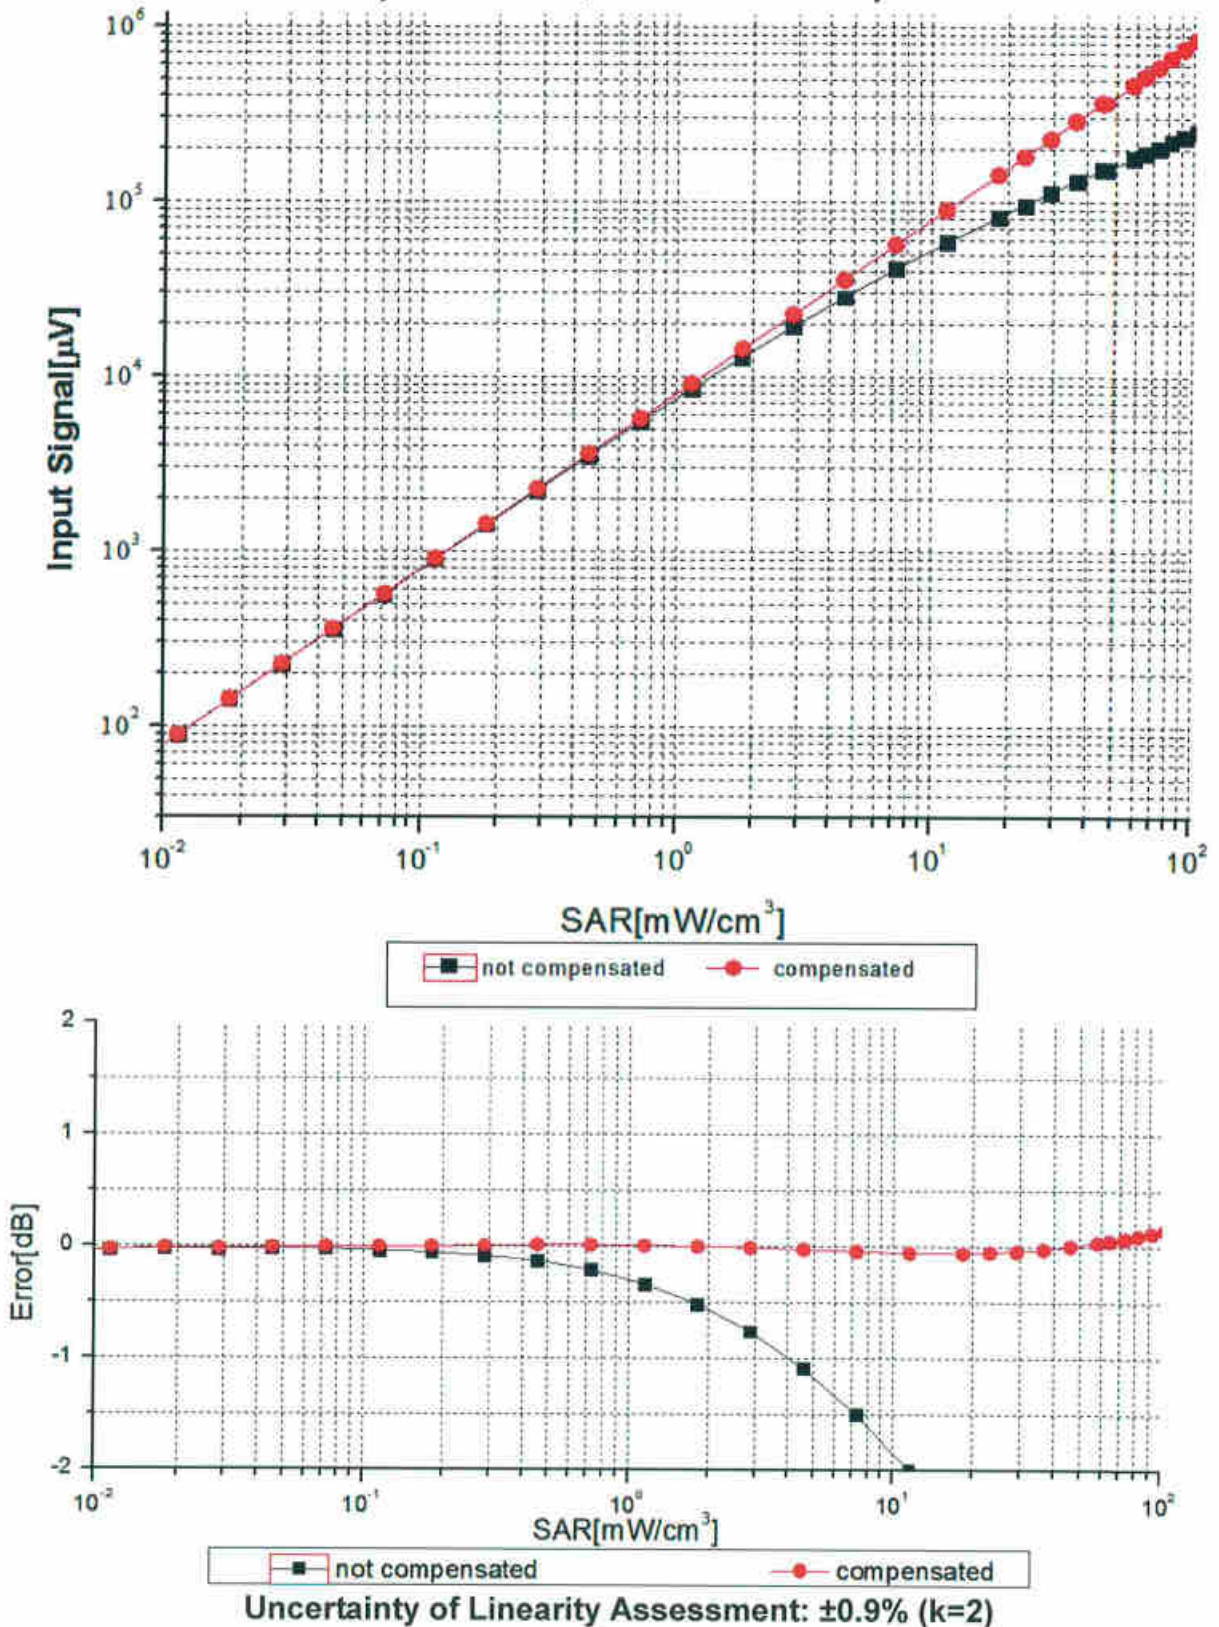 10^6
10^5
10^4
10^3
10^2
Input Signal[µV]
10^-2 10^-1 10^0 10^1 10^2
SAR[mW/cm^3]
not compensated compensated
2
1
0
-1
-2
Error[dB]
10^-2 10^-1 10^0 10^1 10^2
SAR[mW/cm^3]
not compensated compensated
Uncertainty of Linearity Assessment: ±0.9% (k=2)